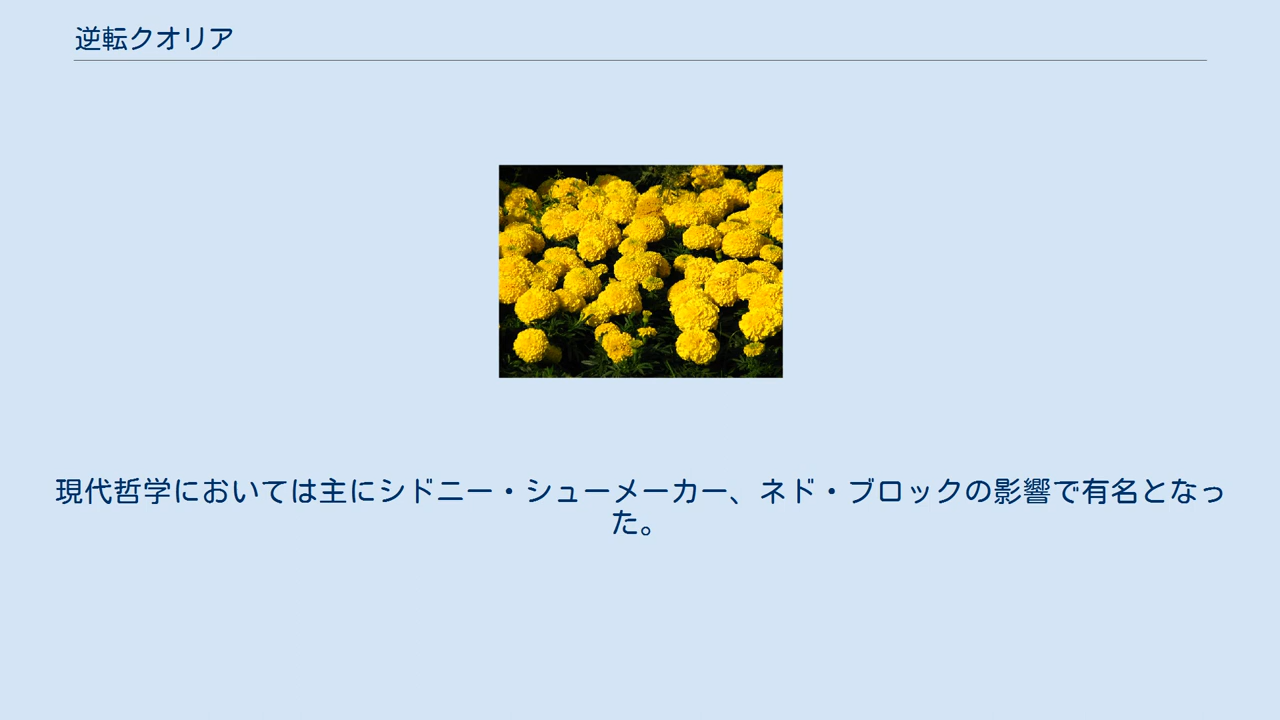 逆転クオリア
現代哲学においては主にシドニー・シューメーカー、ネド・ブロックの影響で有名となっ
た。